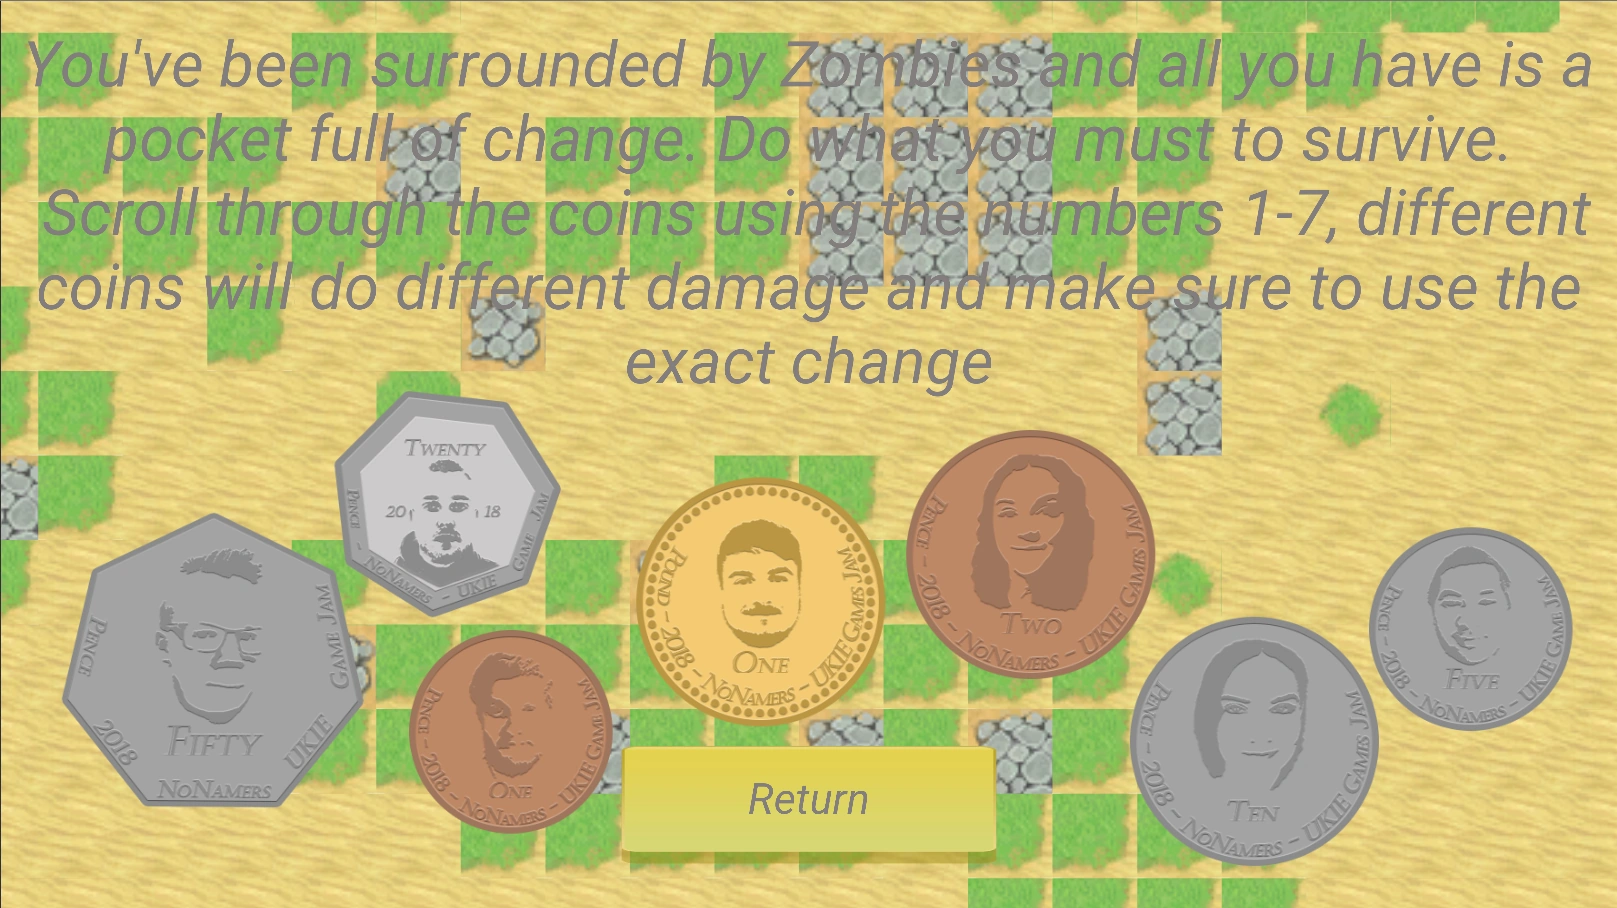 You've been surrounded by Zombies and all you have is a
pocket full of change. Do what you must to survive.
Scroll through the coins using the numbers 1-7, different
coins will do different damage and make sure to use the
exact change
TWENTY
20 18
PENCE - NONAMERS - UKIE GAME JAM
PENCE
GAME JAM
FIFTY
2018
UKIE
NONAMERS
ONE
PENCE - 2018 - NONAMERS - UKIE GAME JAM
ONE
POUND - 2018 - NONAMERS - UKIE GAMES JAM
TWO
PENCE - 2018 - NONAMERS - UKIE GAMES JAM
TEN
PENCE - 2018 - NONAMERS - UKIE GAMES JAM
FIVE
PENCE - 2018 - NONAMERS - UKIE GAME JAM
Return